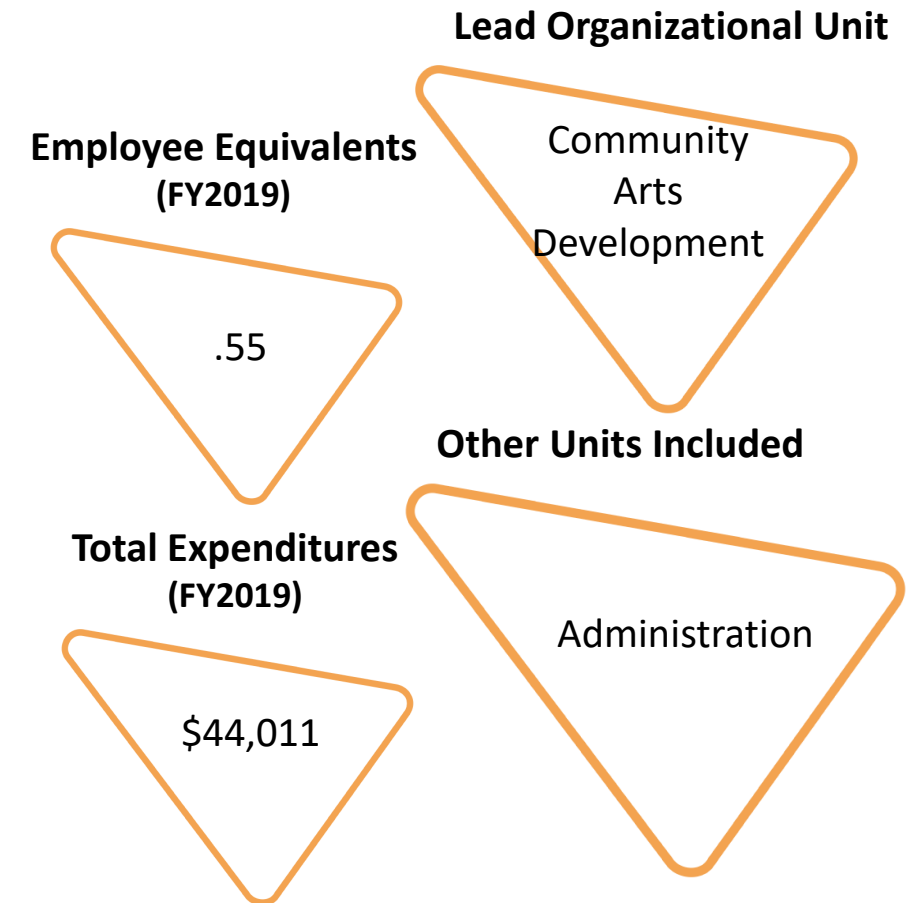 Lead Organizational Unit
Community
Arts
Development
Employee Equivalents
(FY2019)
.55
Other Units Included
Administration
Total Expenditures
(FY2019)
$44,011